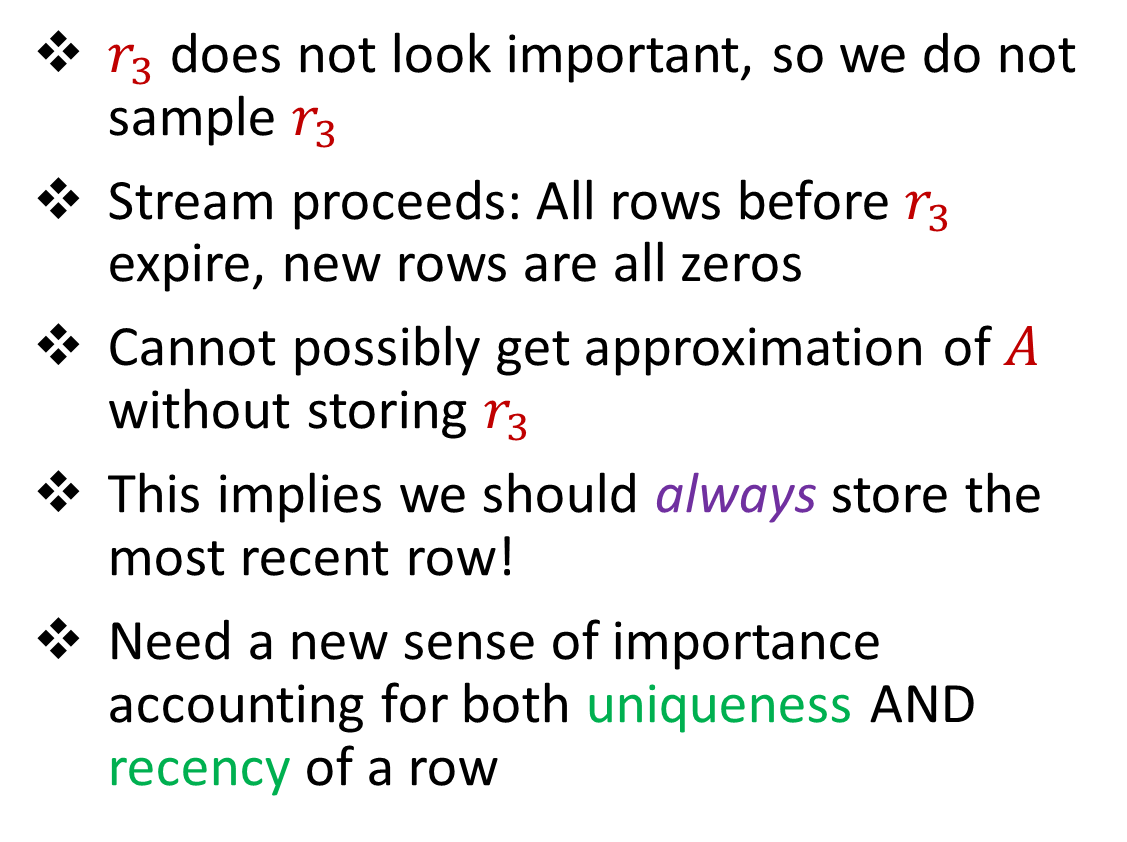 ❖ r₃ does not look important, so we do not
sample r₃
❖ Stream proceeds: All rows before r₃
expire, new rows are all zeros
❖ Cannot possibly get approximation of A
without storing r₃
❖ This implies we should always store the
most recent row!
❖ Need a new sense of importance
accounting for both uniqueness AND
recency of a row